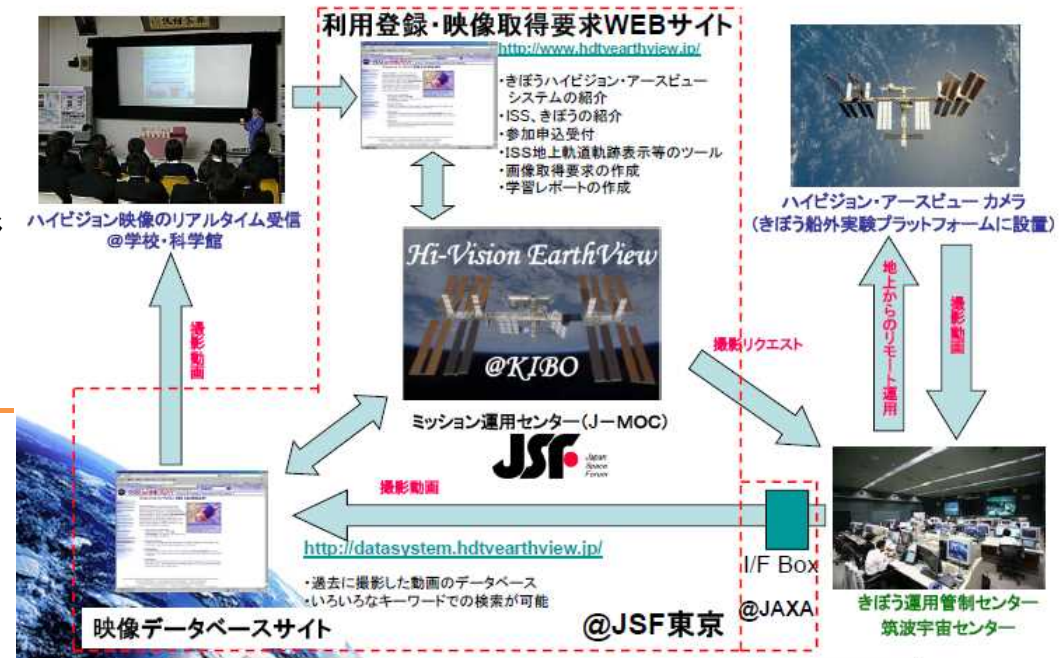 利用登録・映像取得要求WEBサイト
http://www.hdtvearthview.jp/
・きぼうハイビジョン・アースビュー
システムの紹介
・ISS、きぼうの紹介
・参加申込受付
・ISS地上軌道軌跡表示等のツール
・画像取得要求の作成
・学習レポートの作成
ハイビジョン映像のリアルタイム受信
@学校・科学館
ハイビジョン・アースビュー カメラ
(きぼう船外実験プラットフォームに設置)
Hi-Vision EarthView
@KIBO
ミッション運用センター(J-MOC)
JSF Japan
Space
Forum
撮影動画
撮影リクエスト
地上からのリモート運用
撮影動画
撮影動画
http://datasystem.hdtvearthview.jp/
・過去に撮影した動画のデータベース
・いろいろなキーワードでの検索が可能
映像データベースサイト
@JSF東京
I/F Box
@JAXA
きぼう運用管制センター
筑波宇宙センター